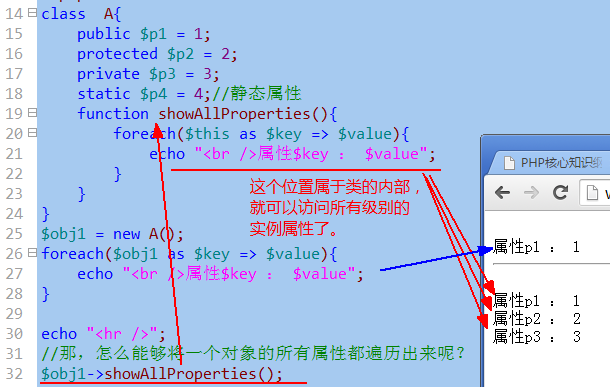 14 class  A{
15     public $p1 = 1;
16     protected $p2 = 2;
17     private $p3 = 3;
18     static $p4 = 4;//静态属性
19     function showAllProperties(){
20         foreach($this as $key => $value){
21             echo "<br />属性$key : $value";
22         }
23     }
24 }
25 $obj1 = new A();
26 foreach($obj1 as $key => $value){
27     echo "<br />属性$key : $value";
28 }
29
30 echo "<hr />";
31 //那，怎么能够将一个对象的所有属性都遍历出来呢？
32 $obj1->showAllProperties();
这个位置属于类的内部，
就可以访问所有级别的
实例属性了。
PHP核心知识
属性p1 : 1
属性p1 : 1
属性p2 : 2
属性p3 : 3